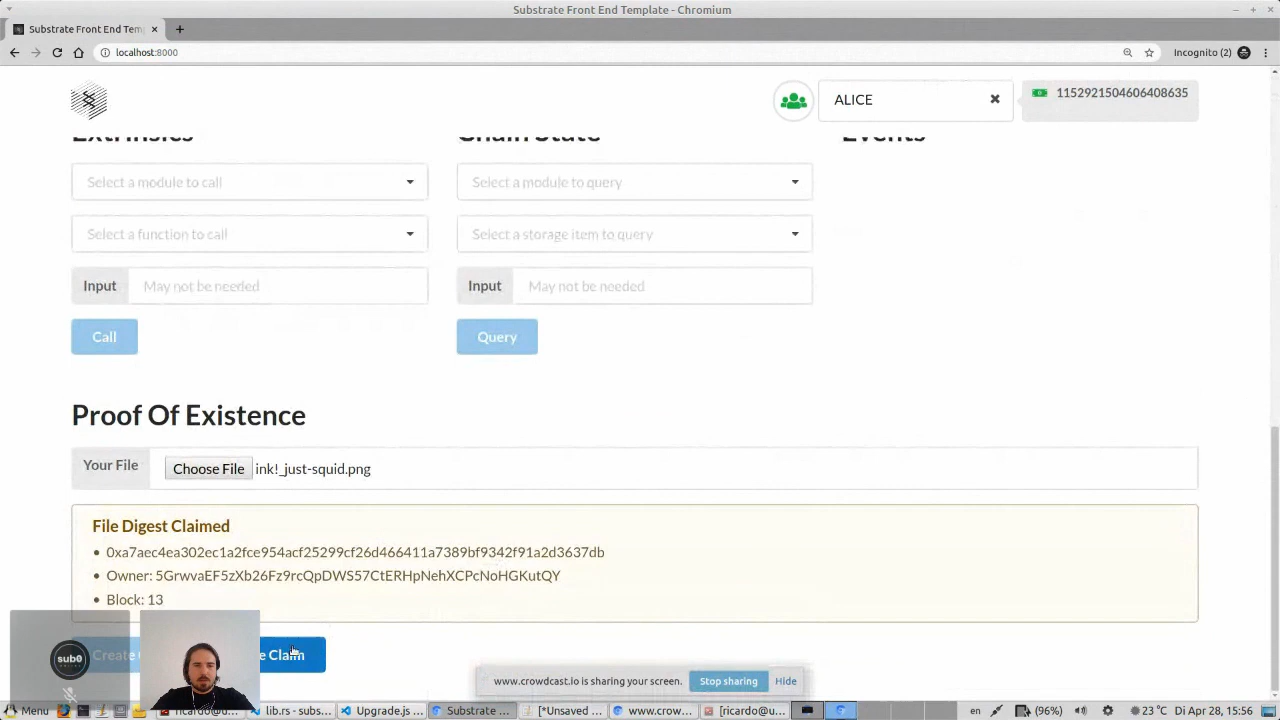 Substrate Front End Template - Chromium
Substrate Front End Tem
localhost:8000
Incognito (2)
ALICE
1152921504606408635
Extrinsics
Chain State
Events
Select a module to call
Select a module to query
Select a function to call
Select a storage item to query
Input
May not be needed
Input
May not be needed
Call
Query
Proof Of Existence
Your File
Choose File
ink!_just-squid.png
File Digest Claimed
• 0xa7aec4ea302ec1a2fce954acf25299cf26d466411a7389bf9342f91a2d3637db
• Owner: 5GrwvaEF5zXb26Fz9rcQpDWS57CtERHpNehXCPcNoHGKutQY
• Block: 13
Create
e Claim
sub0
www.crowdcast.io is sharing your screen.
Stop sharing
Hide
Menu
ricardo@u...
lib.rs - subs...
Upgrade.js ...
Substrate ...
[*Unsaved ...
www.crow...
[ricardo@u...
en
(96%)
23 °C
Di Apr 28, 15:56